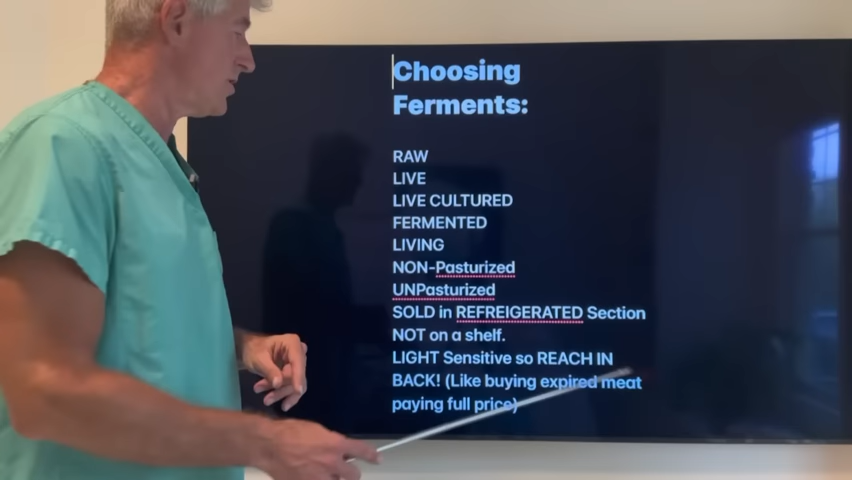 Choosing
Ferments:
RAW
LIVE
LIVE CULTURED
FERMENTED
LIVING
NON-Pasturized
UNPasturized
SOLD in REFREIGERATED Section
NOT on a shelf.
LIGHT Sensitive so REACH IN
BACK! (Like buying expired meat
paying full price)